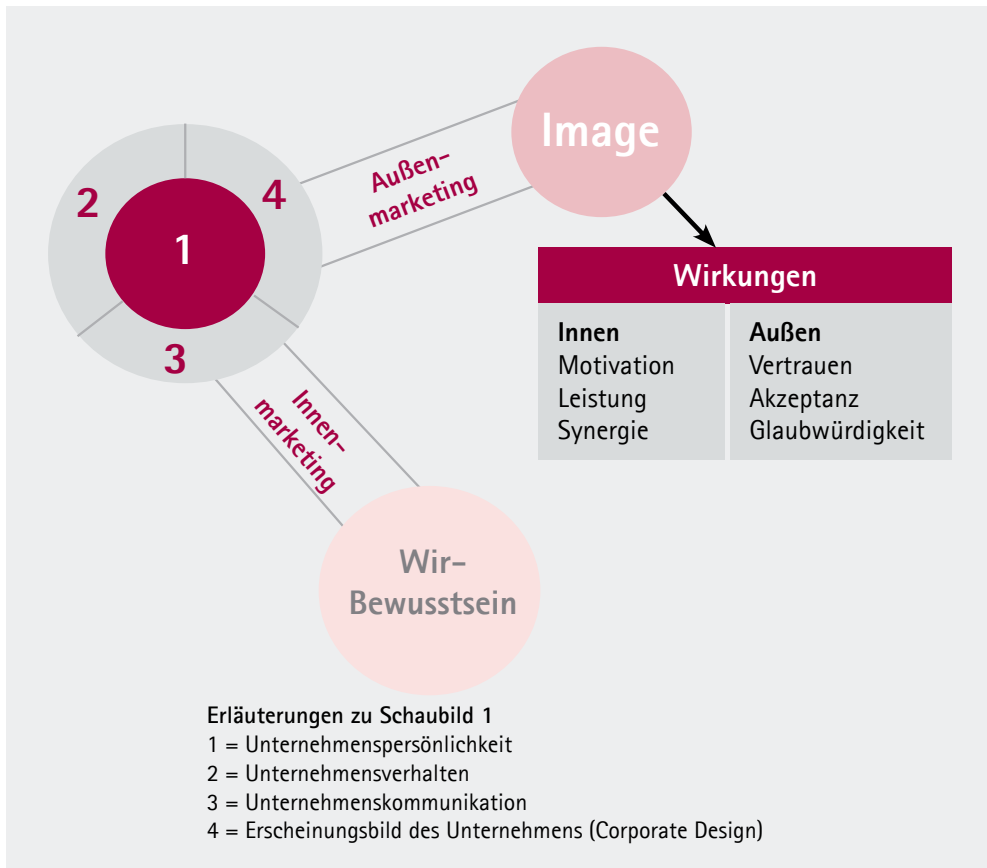 Image
Außen-
marketing
2
4
1
3
Wirkungen
Innen
Motivation
Leistung
Synergie
Außen
Vertrauen
Akzeptanz
Glaubwürdigkeit
Innen-
marketing
Wir-
Bewusstsein
Erläuterungen zu Schaubild 1
1 = Unternehmenspersönlichkeit
2 = Unternehmensverhalten
3 = Unternehmenskommunikation
4 = Erscheinungsbild des Unternehmens (Corporate Design)